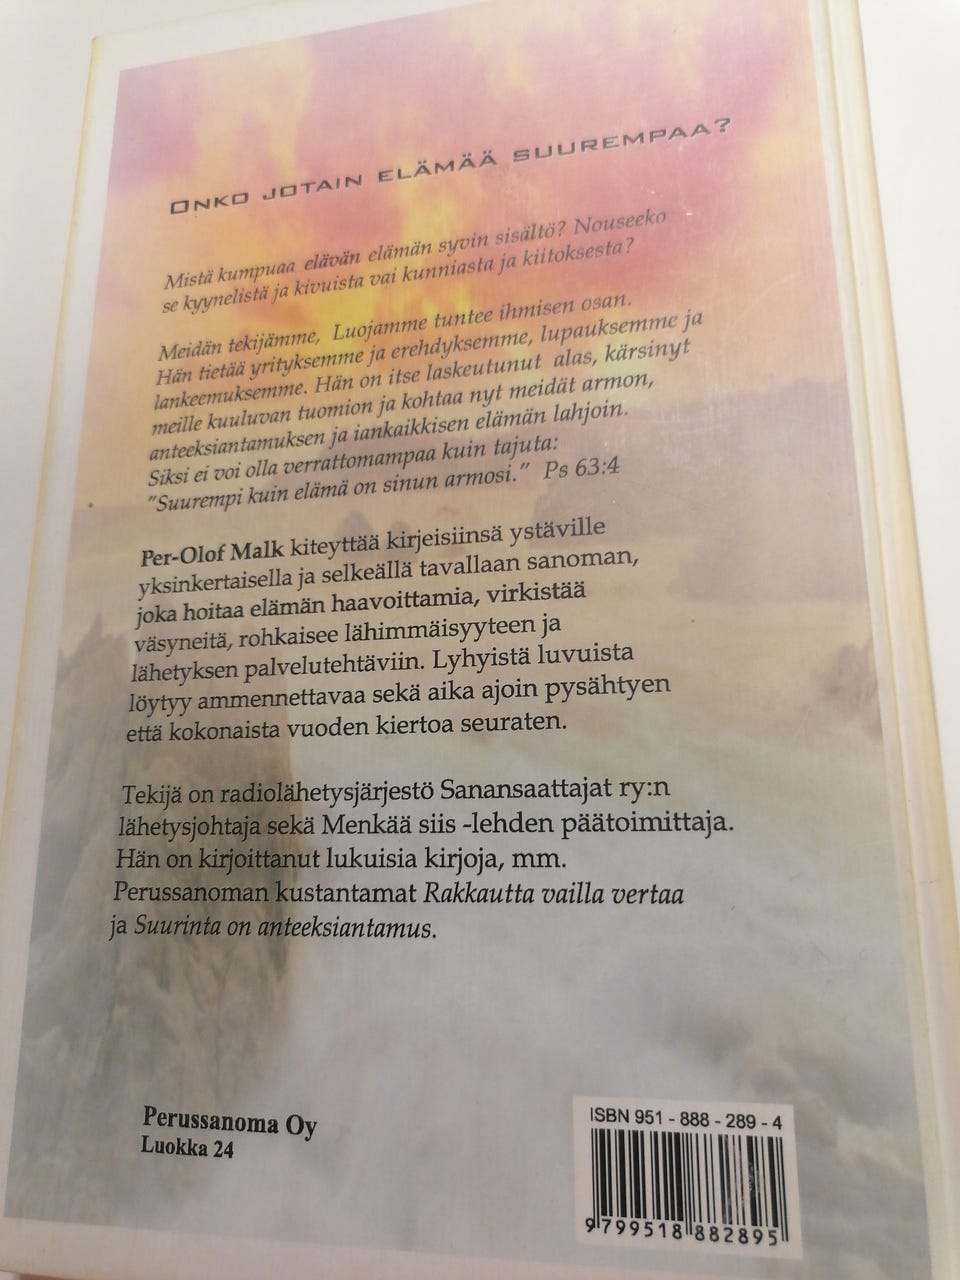 Onko jotain elämää suurempaa?
Mistä kumpuaa elävän elämän syvin sisältö? Nouseeko
se kyynelistä ja kivuista vai kunniasta ja kiitoksesta?
Meidän tekijämme, Luojamme tuntee ihmisen osan.
Hän tietää yrityksemme ja erehdyksemme, lupauksemme ja
lankeemuksemme. Hän on itse laskeutunut alas, kärsinyt
meille kuuluvan tuomion ja kohtaa nyt meidät armon,
anteeksiantamuksen ja iankaikkisen elämän lahjoin.
Siksi ei voi olla verrattomampaa kuin tajuta:
"Suurempi kuin elämä on sinun armosi." Ps 63:4
Per-Olof Malk kiteyttää kirjeisiinsä ystäville
yksinkertaisella ja selkeällä tavallaan sanoman,
joka hoitaa elämän haavoittamia, virkistää
väsyneitä, rohkaisee lähimmäisyyteen ja
lähetyksen palvelutehtäviin. Lyhyistä luvuista
löytyy ammennettavaa sekä aika ajoin pysähtyen
että kokonaista vuoden kiertoa seuraten.
Tekijä on radiolähetysjärjestö Sanansaattajat ry:n
lähetysjohtaja sekä Menkää siis -lehden päätoimittaja.
Hän on kirjoittanut lukuisia kirjoja, mm.
Perussanoman kustantamat Rakkautta vailla vertaa
ja Suurinta on anteeksiantamus.
Perussanoma Oy
Luokka 24
ISBN 951 - 888 - 289 - 4
9799518882895